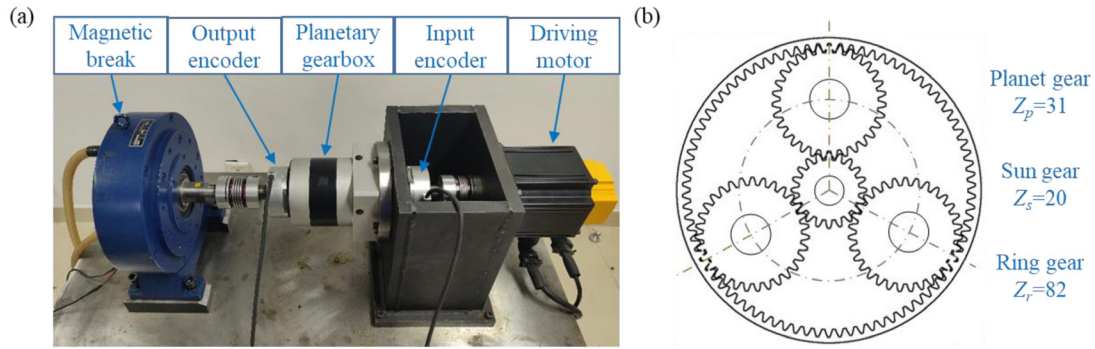 (a)
Magnetic
break
Output
encoder
Planetary
gearbox
Input
encoder
Driving
motor
(b)
Planet gear
Zp=31
Sun gear
Zs=20
Ring gear
Zr=82